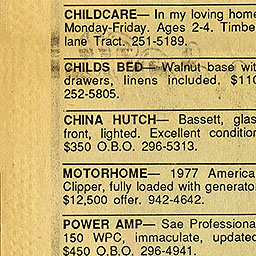 CHILDCARE— In my loving home
Monday-Friday. Ages 2-4. Timbe
lane Tract. 251-5189.
CHILDS BED— Walnut base wit
drawers, linens included. $110
252-5805.
CHINA HUTCH— Bassett, glas
front, lighted. Excellent condition
$350 O.B.O. 296-5313.
MOTORHOME— 1977 America
Clipper, fully loaded with generato
$12,500 offer. 942-4642.
POWER AMP— Sae Professiona
150 WPC, immaculate, updated
$450 O.B.O. 296-4941.